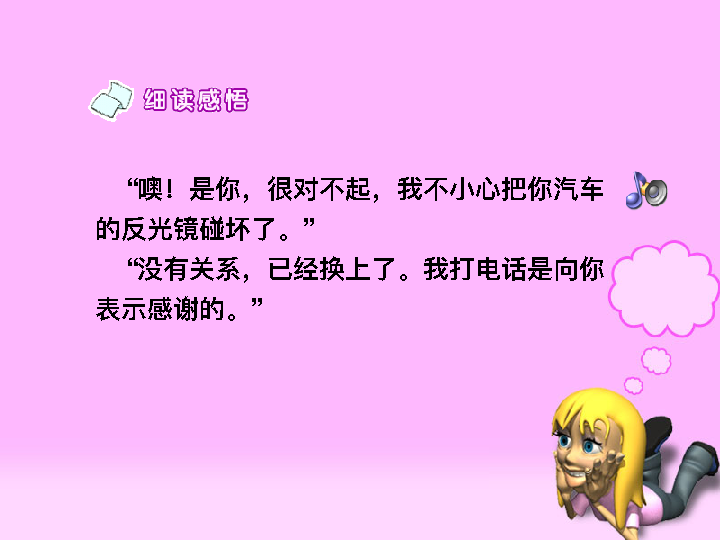 细读感悟
“噢！是你，很对不起，我不小心把你汽车
的反光镜碰坏了。”
“没有关系，已经换上了。我打电话是向你
表示感谢的。”